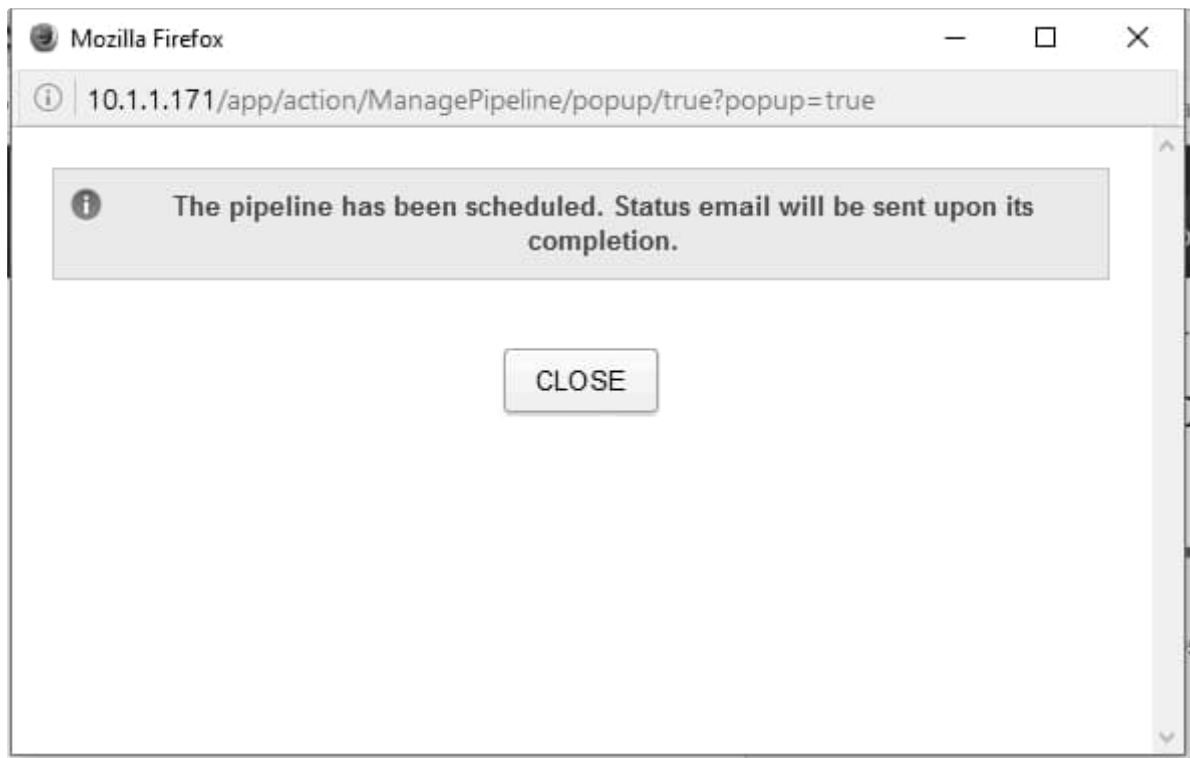 Mozilla Firefox
10.1.1.171/app/action/ManagePipeline/popup/true?popup=true
The pipeline has been scheduled. Status email will be sent upon its
completion.
CLOSE